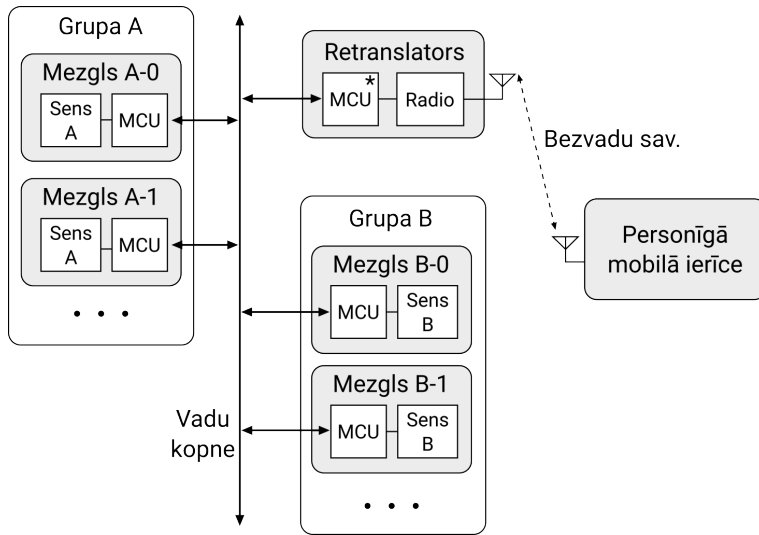 Grupa A
Mezgls A-0
Sens
A
MCU
Mezgls A-1
Sens
A
MCU
. . .
Vadu
kopne
Retranslators
MCU
*
Radio
Bezvadu sav.
Personīgā
mobilā ierīce
Grupa B
Mezgls B-0
MCU
Sens
B
Mezgls B-1
MCU
Sens
B
. . .